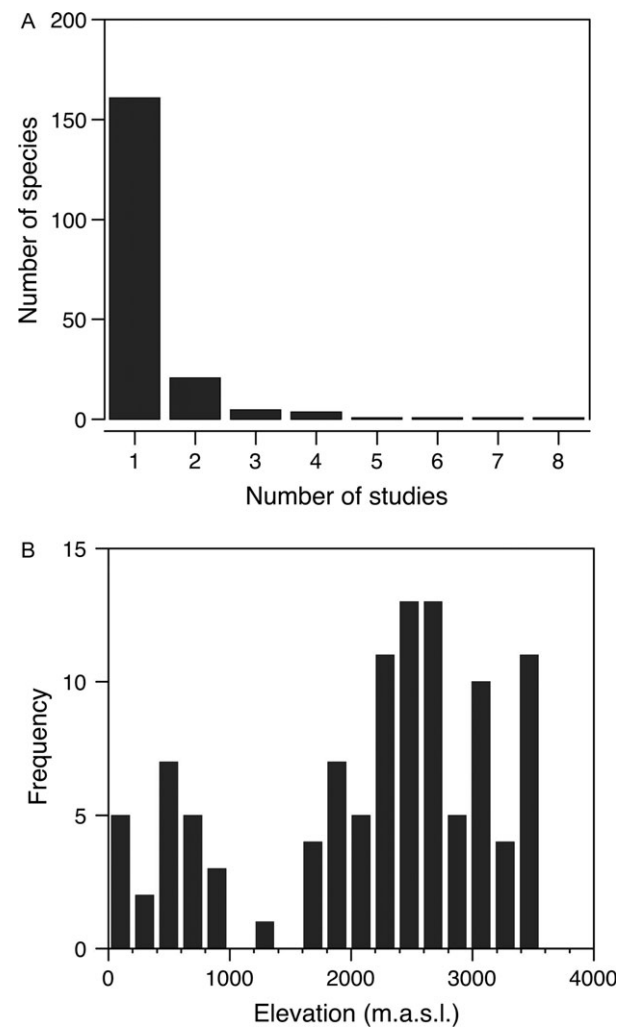 A
200
150
100
50
0
Number of species
1 2 3 4 5 6 7 8
Number of studies
B
15
10
5
0
Frequency
0 1000 2000 3000 4000
Elevation (m.a.s.l.)